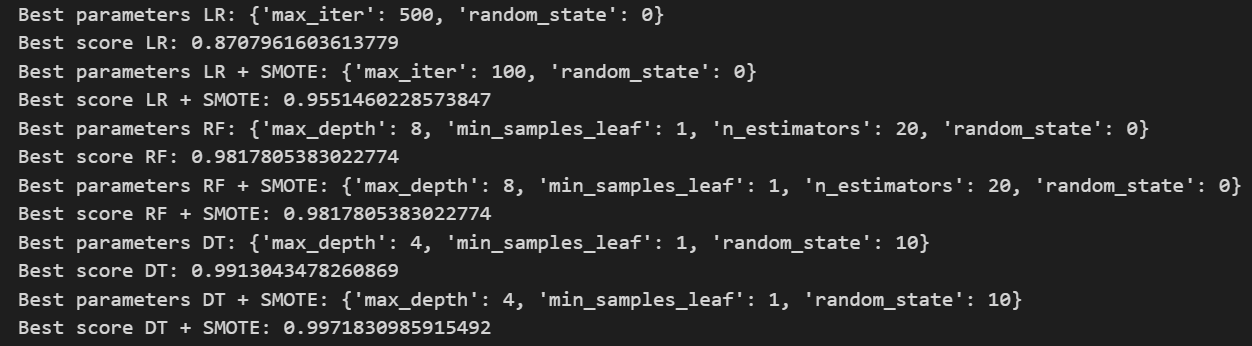 Best parameters LR: {'max_iter': 500, 'random_state': 0}
Best score LR: 0.8707961603613779
Best parameters LR + SMOTE: {'max_iter': 100, 'random_state': 0}
Best score LR + SMOTE: 0.9551460228573847
Best parameters RF: {'max_depth': 8, 'min_samples_leaf': 1, 'n_estimators': 20, 'random_state': 0}
Best score RF: 0.9817805383022774
Best parameters RF + SMOTE: {'max_depth': 8, 'min_samples_leaf': 1, 'n_estimators': 20, 'random_state': 0}
Best score RF + SMOTE: 0.9817805383022774
Best parameters DT: {'max_depth': 4, 'min_samples_leaf': 1, 'random_state': 10}
Best score DT: 0.9913043478260869
Best parameters DT + SMOTE: {'max_depth': 4, 'min_samples_leaf': 1, 'random_state': 10}
Best score DT + SMOTE: 0.9971830985915492